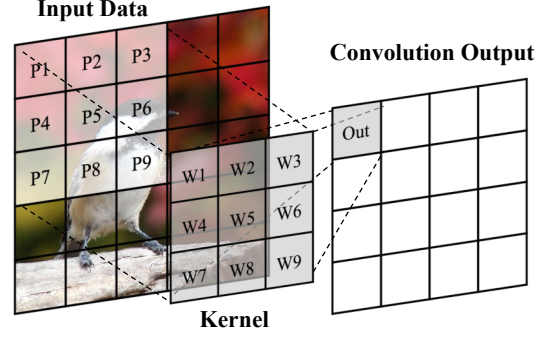 Input Data
Convolution Output
P1 P2 P3
P4 P5 P6
P7 P8 P9
W1 W2 W3
W4 W5 W6
W7 W8 W9
Out
Kernel